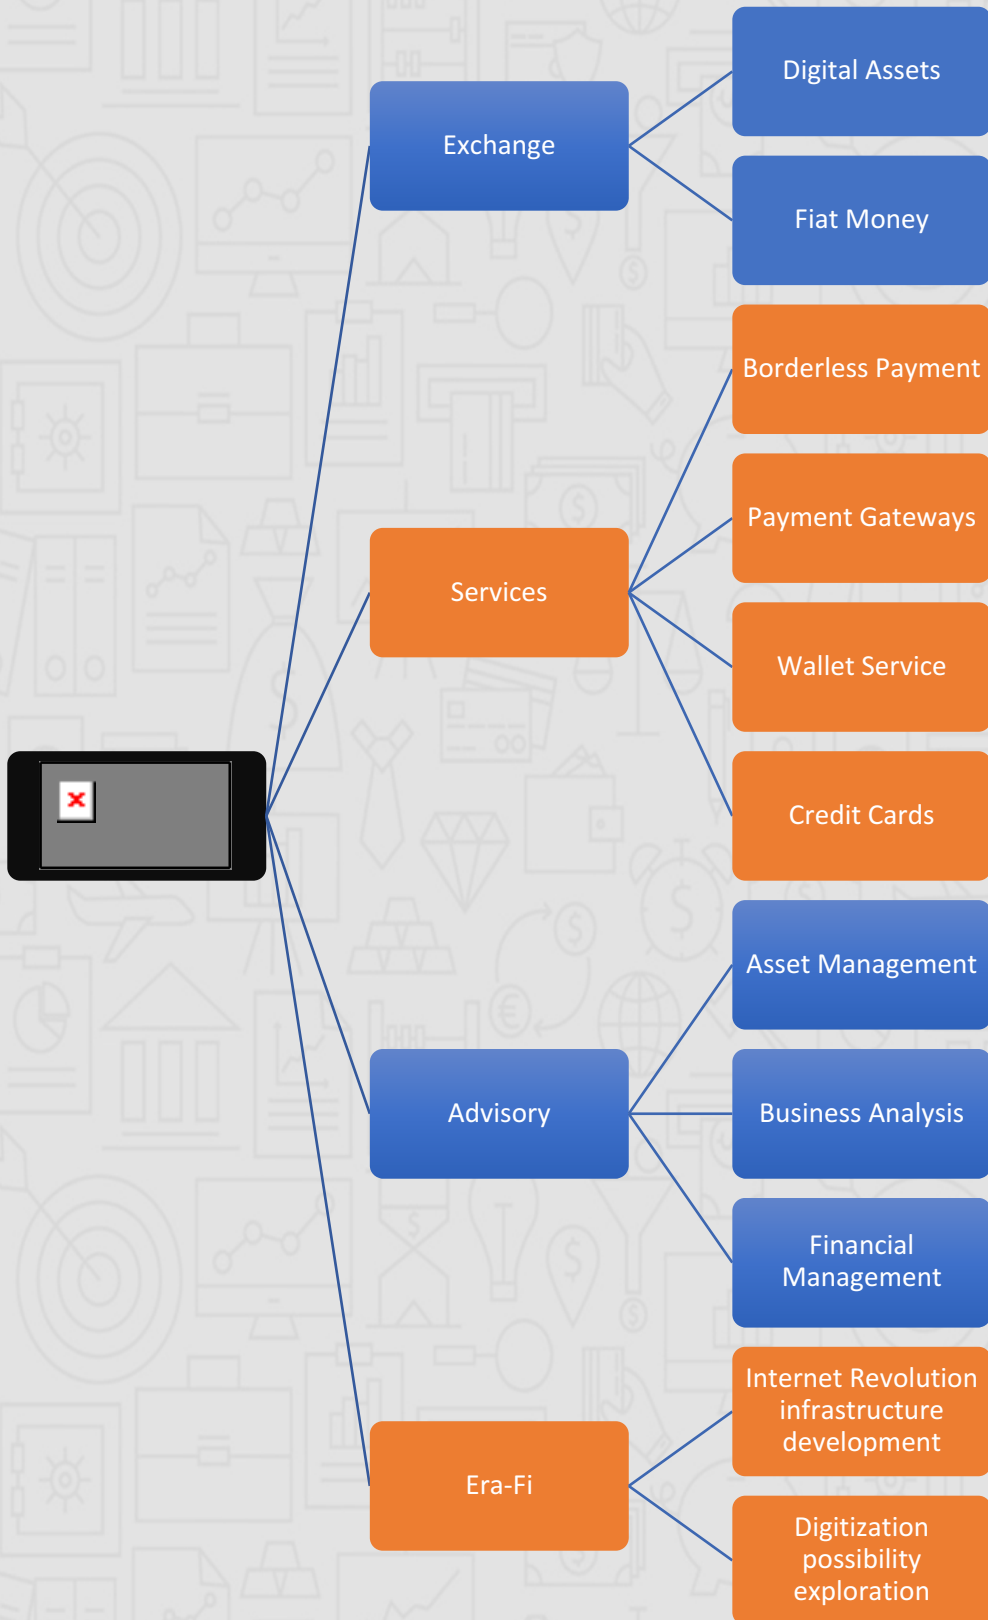 Exchange
Digital Assets
Fiat Money
Services
Borderless Payment
Payment Gateways
Wallet Service
Credit Cards
Advisory
Asset Management
Business Analysis
Financial
Management
Era-Fi
Internet Revolution
infrastructure
development
Digitization
possibility
exploration